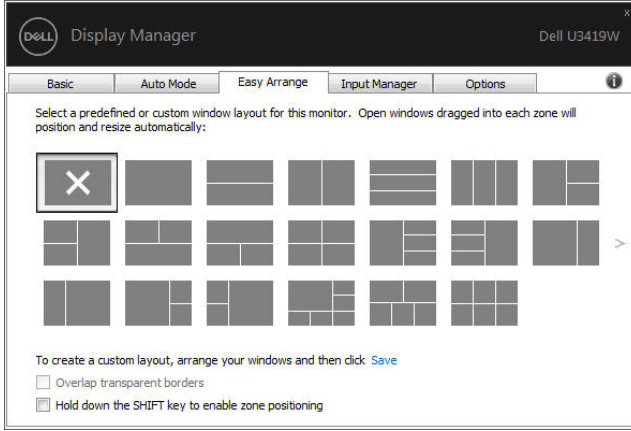 x
DELL Display Manager Dell U3419W
Basic Auto Mode Easy Arrange Input Manager Options i
Select a predefined or custom window layout for this monitor. Open windows dragged into each zone will
position and resize automatically:
To create a custom layout, arrange your windows and then click Save
Overlap transparent borders
Hold down the SHIFT key to enable zone positioning